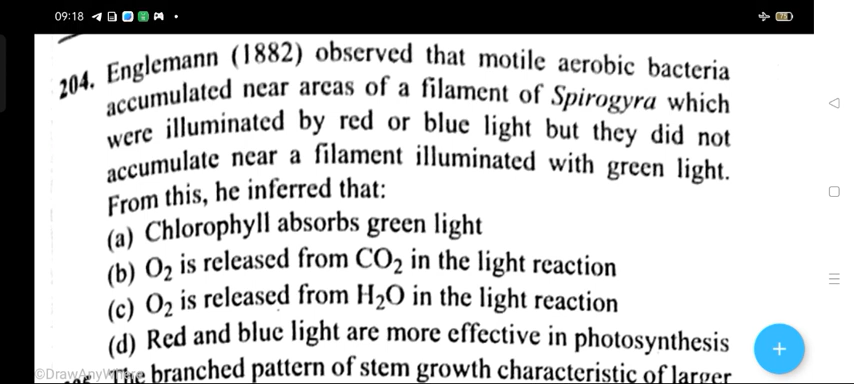 09:18
204. Englemann (1882) observed that motile aerobic bacteria
accumulated near areas of a filament of Spirogyra which
were illuminated by red or blue light but they did not
accumulate near a filament illuminated with green light.
From this, he inferred that:
(a) Chlorophyll absorbs green light
(b) O₂ is released from CO₂ in the light reaction
(c) O₂ is released from H₂O in the light reaction
(d) Red and blue light are more effective in photosynthesis
The branched pattern of stem growth characteristic of larger
©DrawAnyWhere